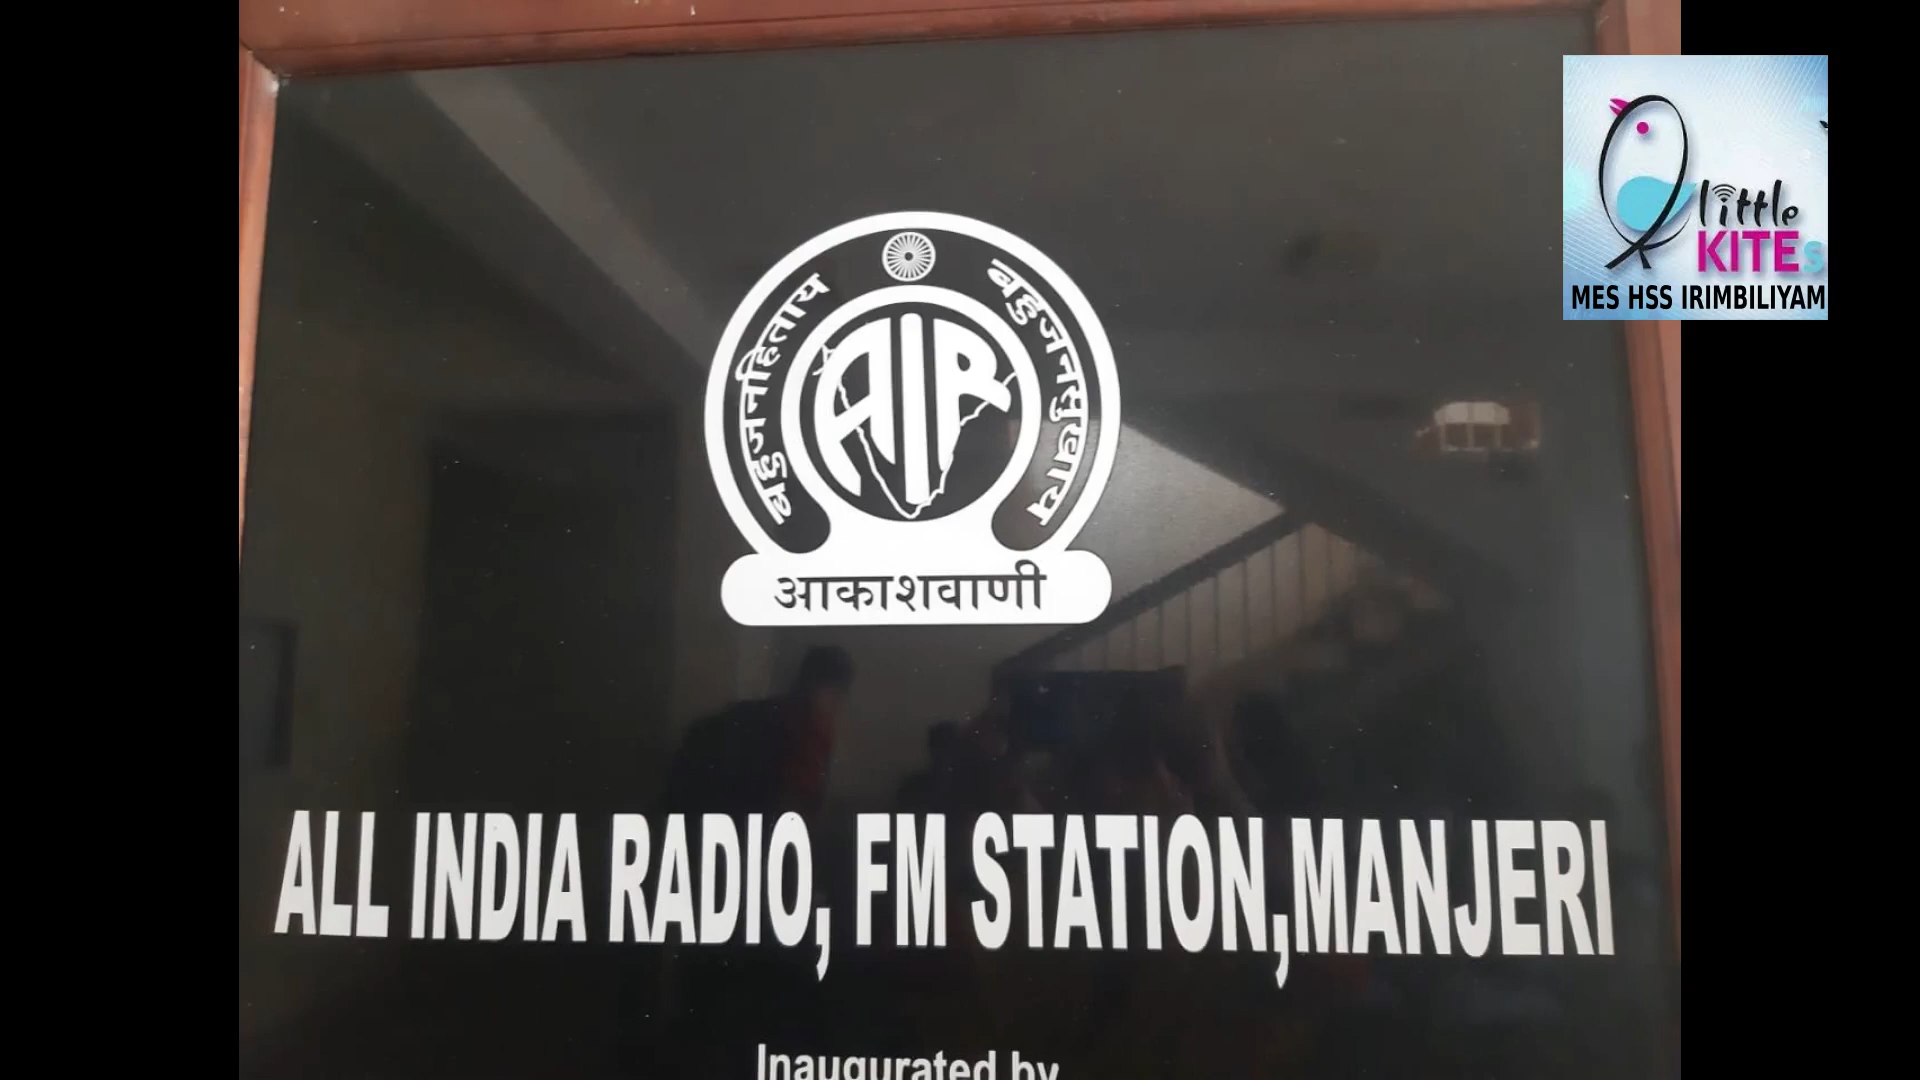 little
KITEs
MES HSS IRIMBILIYAM
बहुजनहिताय
बहुजनसुखाय
AIR
आकाशवाणी
ALL INDIA RADIO, FM STATION,MANJERI
Inaugurated by